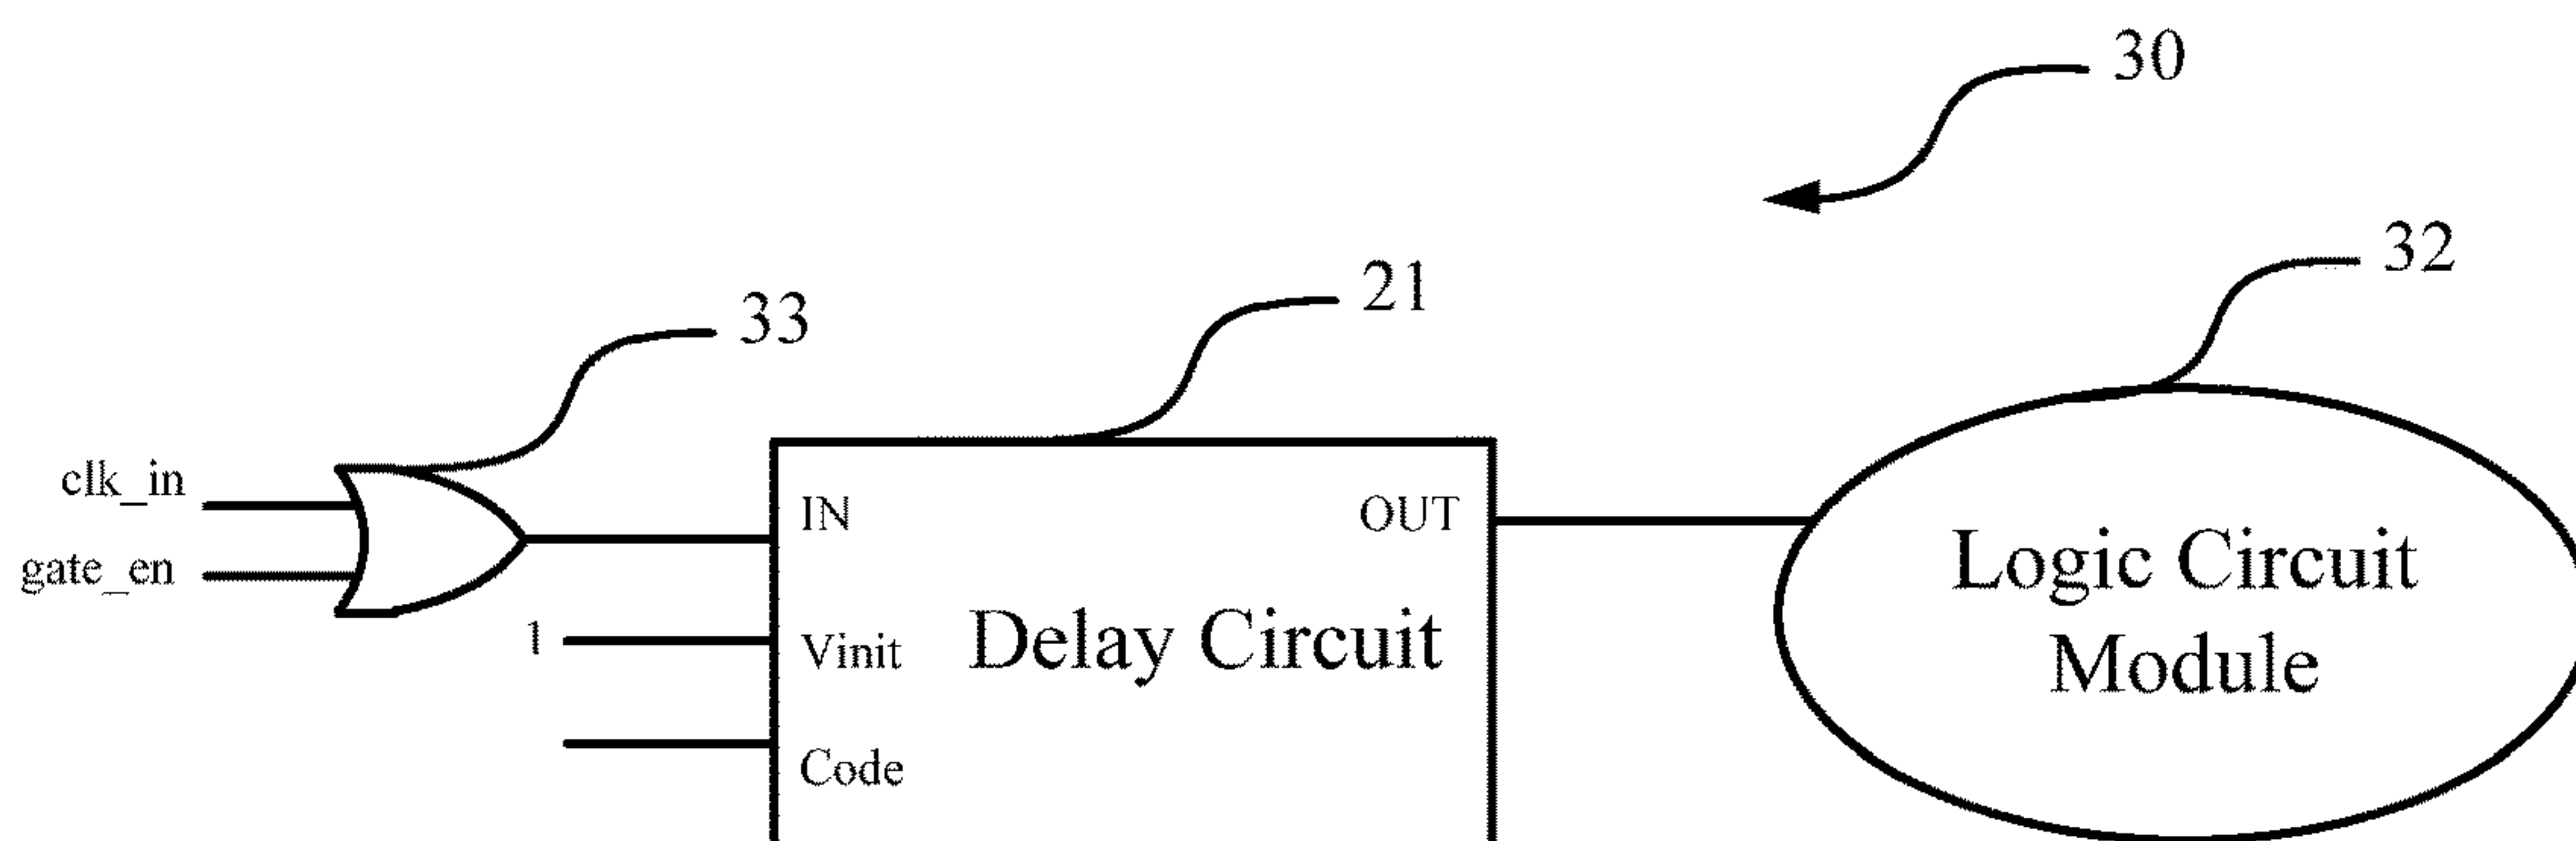 30
32
21
33
clk_in
gate_en
IN
OUT
1
Vinit
Delay Circuit
Code
Logic Circuit
Module